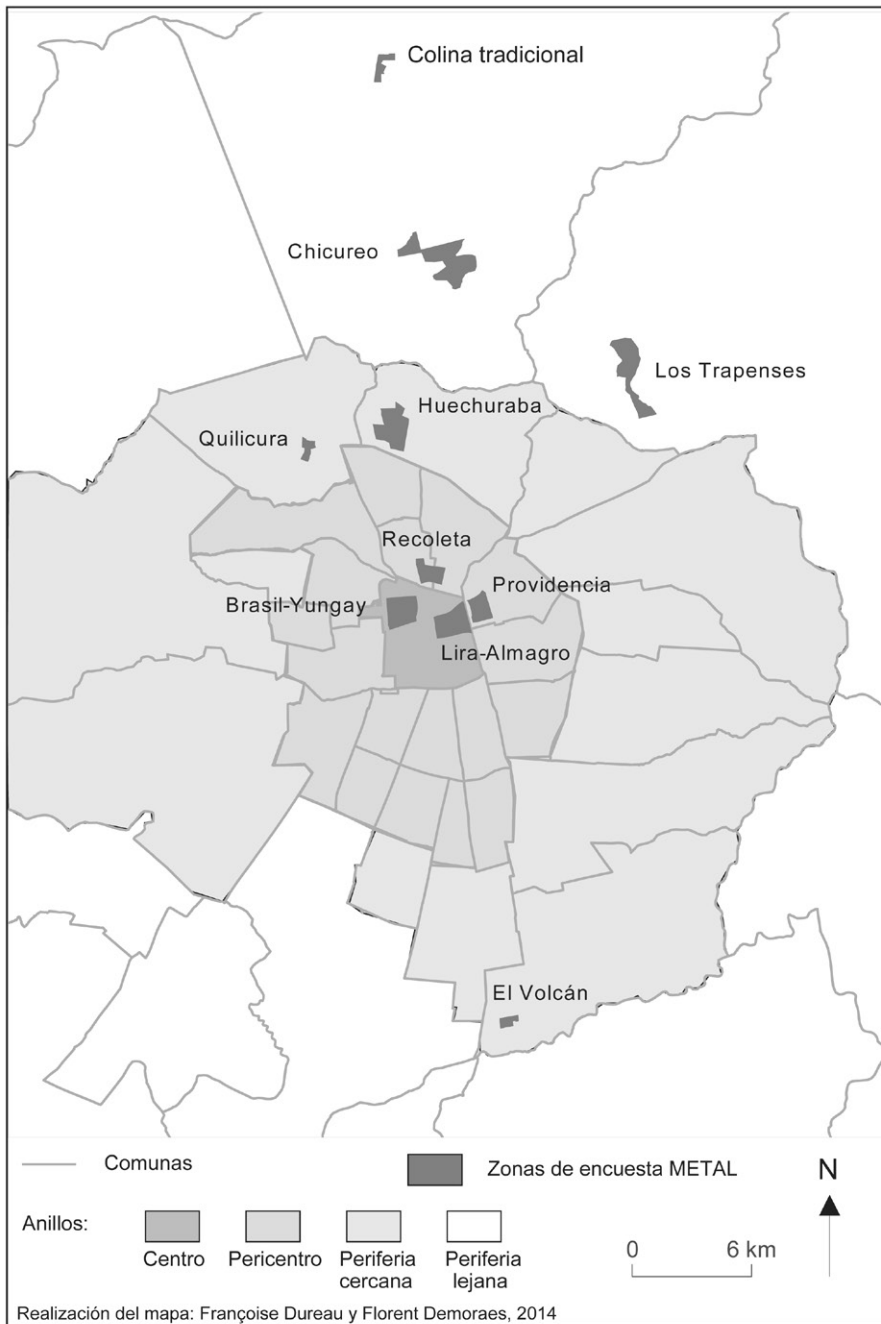 Colina tradicional
Chicureo
Los Trapenses
Huechuraba
Quilicura
Recoleta
Providencia
Brasil-Yungay
Lira-Almagro
El Volcán
Comunas
Zonas de encuesta METAL
N
Anillos:
Centro
Pericentro
Periferia
cercana
Periferia
lejana
0 6 km
Realización del mapa: Françoise Dureau y Florent Demoraes, 2014